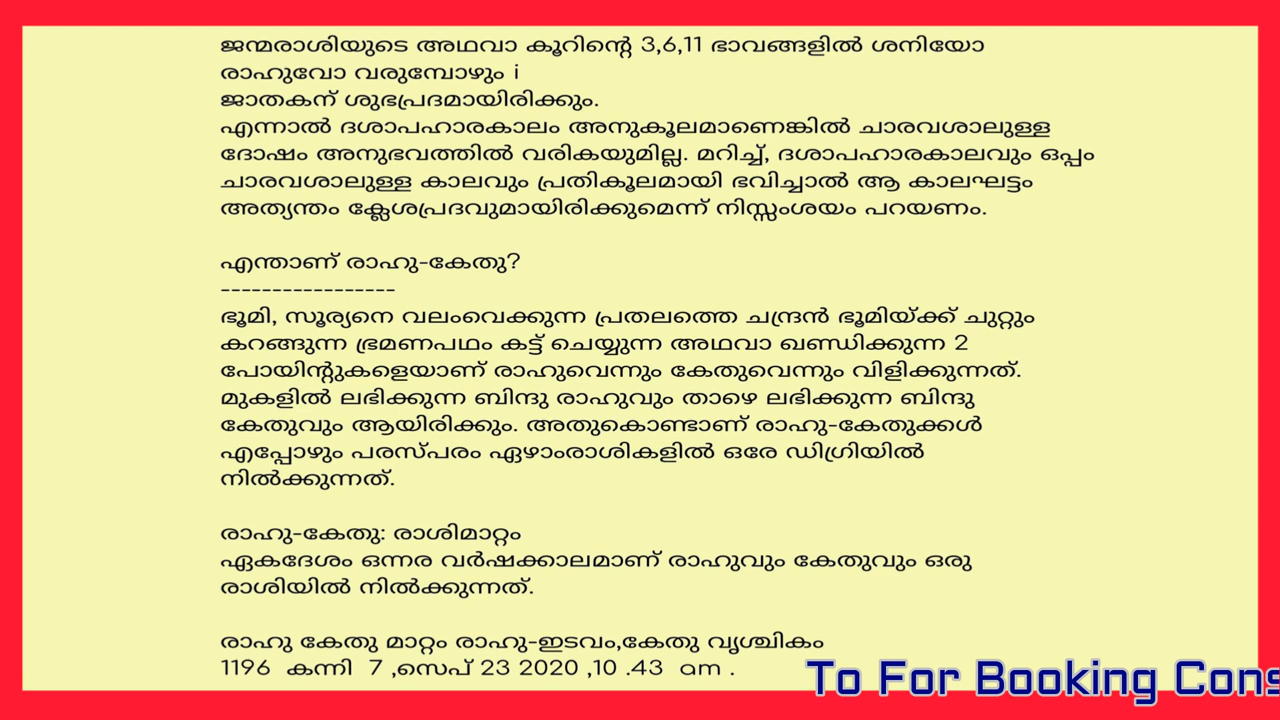 ജന്മരാശിയുടെ അഥവാ കൂറിന്റെ 3,6,11 ഭാവങ്ങളിൽ ശനിയോ
രാഹുവോ വരുമ്പോഴും i
ജാതകന് ശുഭപ്രദമായിരിക്കും.
എന്നാൽ ദശാപഹാരകാലം അനുകൂലമാണെങ്കിൽ ചാരവശാലുള്ള
ദോഷം അനുഭവത്തിൽ വരികയുമില്ല. മറിച്ച്, ദശാപഹാരകാലവും ഒപ്പം
ചാരവശാലുള്ള കാലവും പ്രതികൂലമായി ഭവിച്ചാൽ ആ കാലഘട്ടം
അത്യന്തം ക്ലേശപ്രദവുമായിരിക്കുമെന്ന് നിസ്സംശയം പറയണം.
എന്താണ് രാഹു-കേതു?
-----------------
ഭൂമി, സൂര്യനെ വലംവെക്കുന്ന പ്രതലത്തെ ചന്ദ്രൻ ഭൂമിയ്ക്ക് ചുറ്റും
കറങ്ങുന്ന ഭ്രമണപഥം കട്ട് ചെയ്യുന്ന അഥവാ ഖണ്ഡിക്കുന്ന 2
പോയിന്റുകളെയാണ് രാഹുവെന്നും കേതുവെന്നും വിളിക്കുന്നത്.
മുകളിൽ ലഭിക്കുന്ന ബിന്ദു രാഹുവും താഴെ ലഭിക്കുന്ന ബിന്ദു
കേതുവും ആയിരിക്കും. അതുകൊണ്ടാണ് രാഹു-കേതുക്കൾ
എപ്പോഴും പരസ്പരം ഏഴാംരാശികളിൽ ഒരേ ഡിഗ്രിയിൽ
നിൽക്കുന്നത്.
രാഹു-കേതു: രാശിമാറ്റം
ഏകദേശം ഒന്നര വർഷക്കാലമാണ് രാഹുവും കേതുവും ഒരു
രാശിയിൽ നിൽക്കുന്നത്.
രാഹു കേതു മാറ്റം രാഹു-ഇടവം,കേതു വൃശ്ചികം
1196 കന്നി 7 ,സെപ് 23 2020 ,10 .43 am .
To For Booking Cons